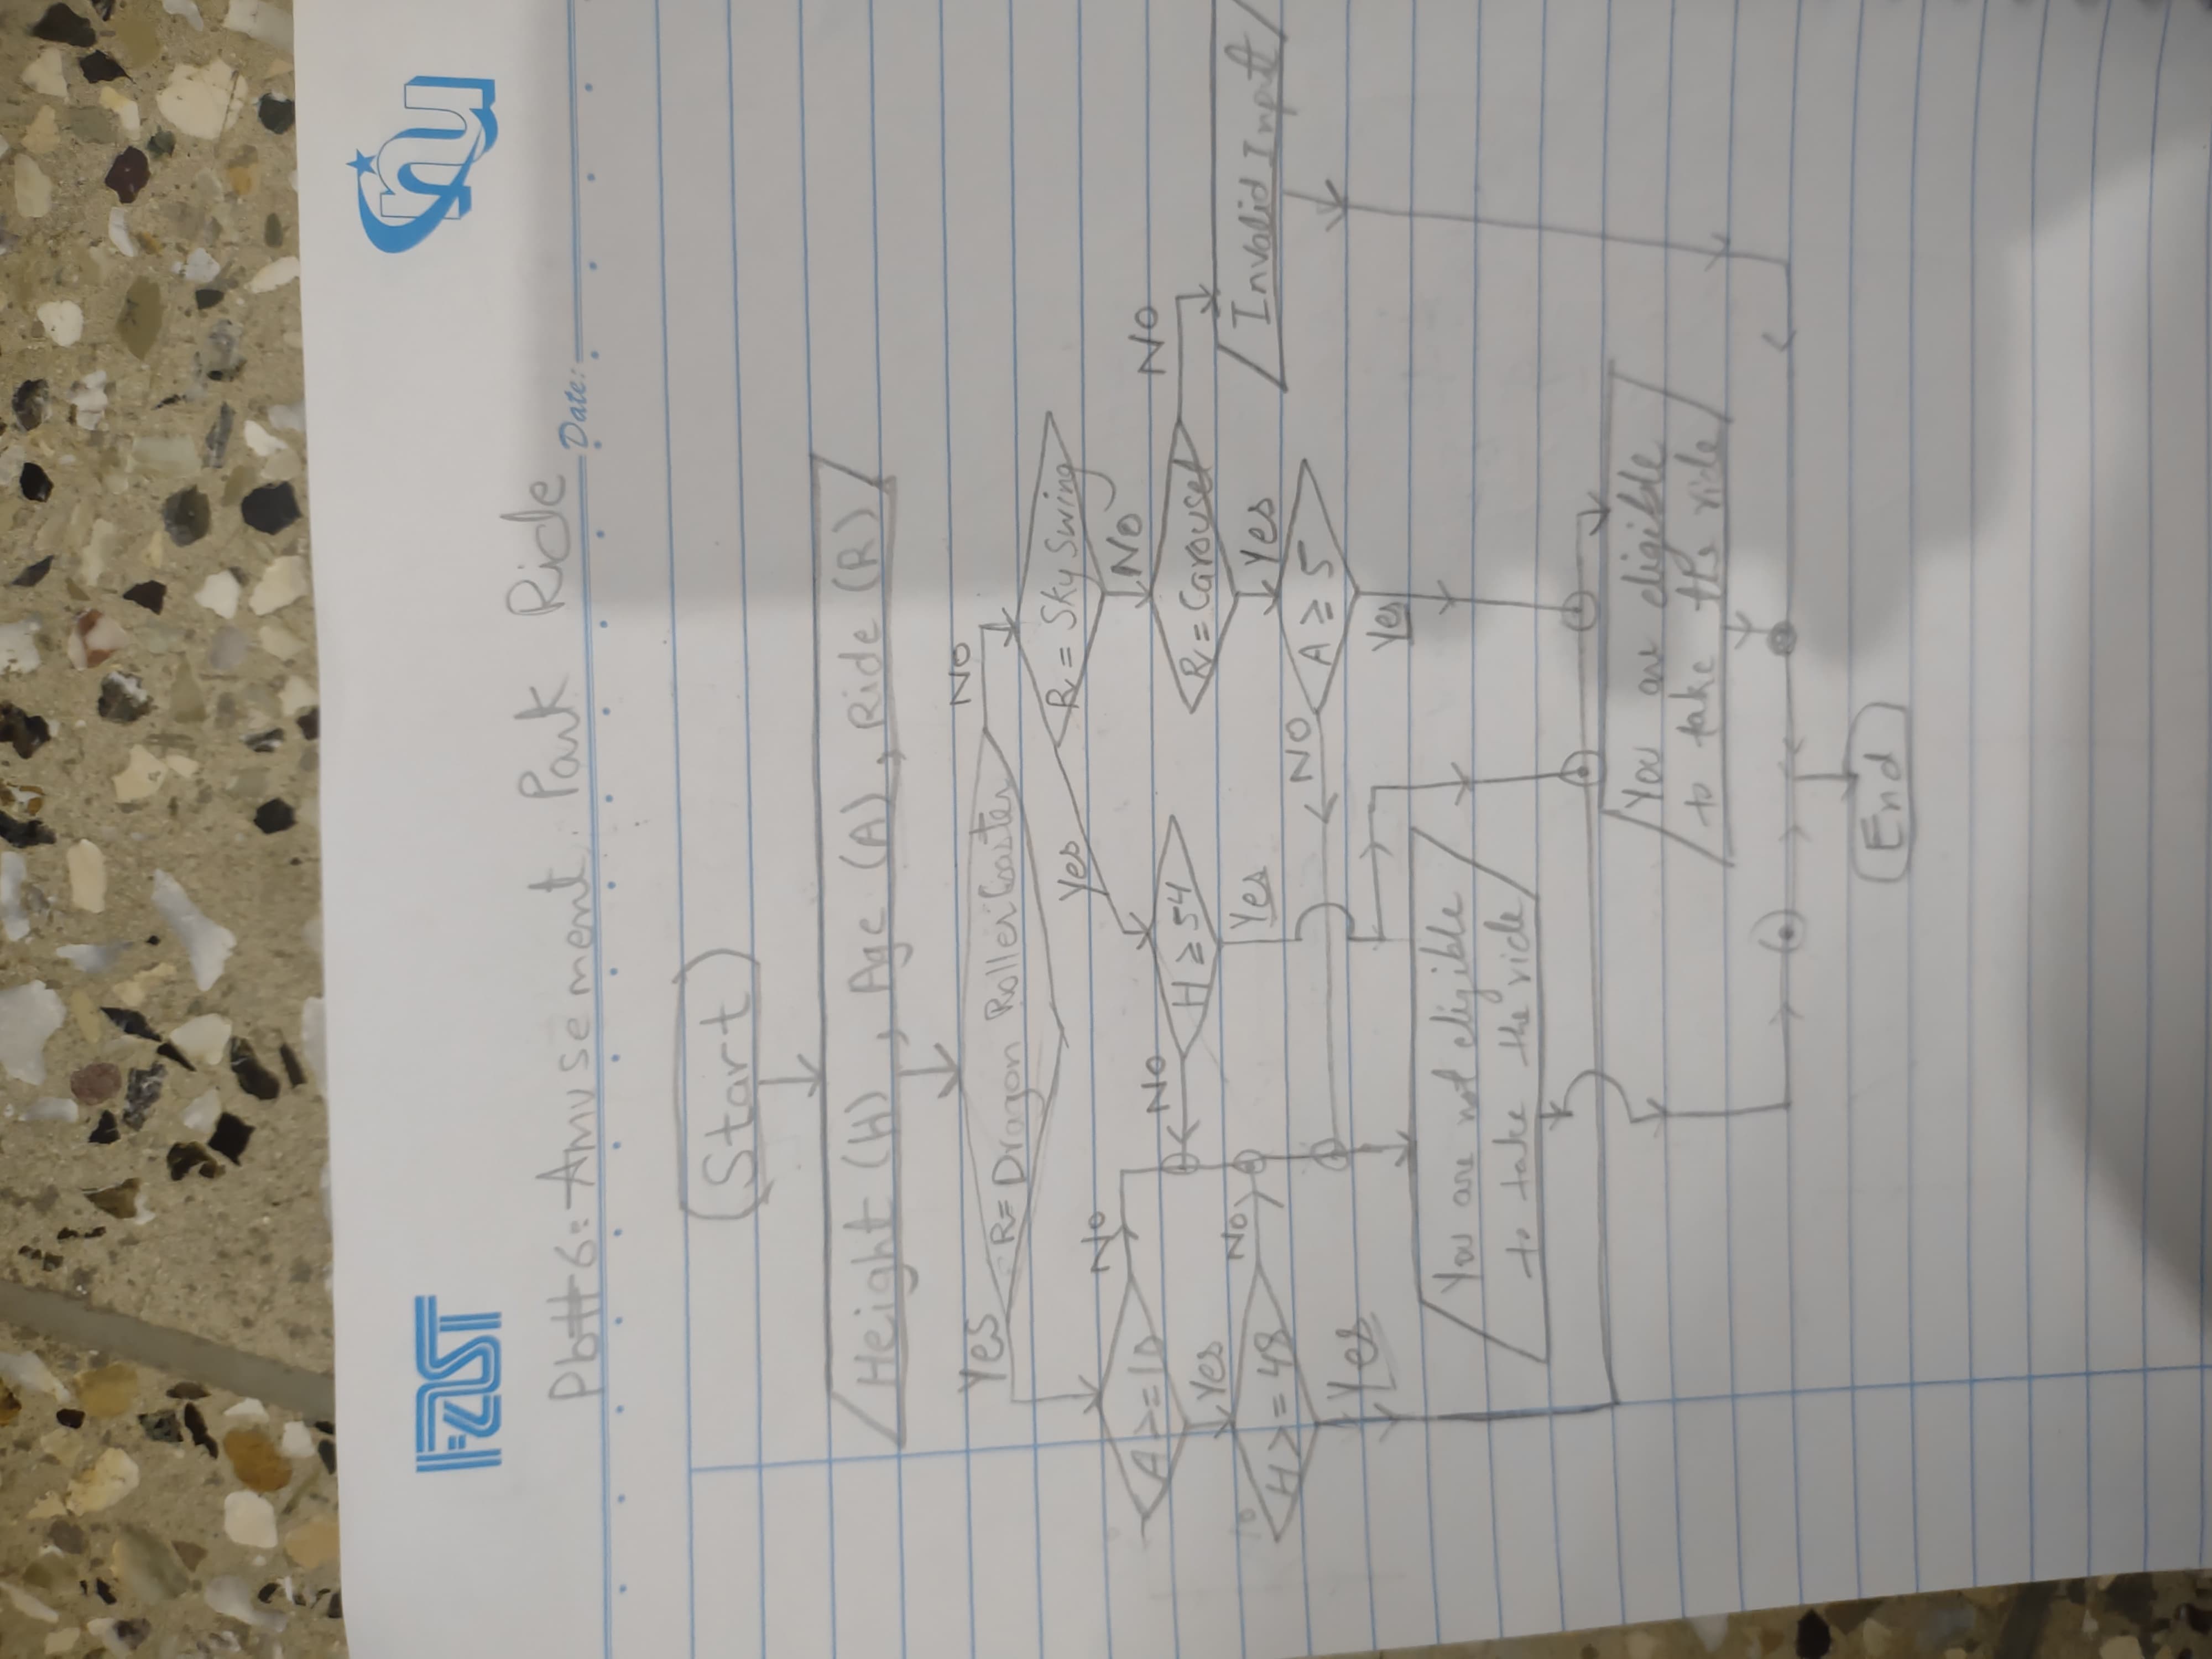 FAST
nu
Pb#6: Amusement Park Ride
Date:
Start
Height (H), Age (A), Ride (R)
Yes
R= Dragon Roller Coaster
NO
R = Sky Swing
Yes
NO
A >= 10
No
Yes
NO
H ≥ 54
Yes
R = Carousel
NO
Yes
Invalid Input
H >= 48
No
Yes
NO
A ≥ 5
Yes
You are not eligible
to take the ride
You are eligible
to take the ride
End